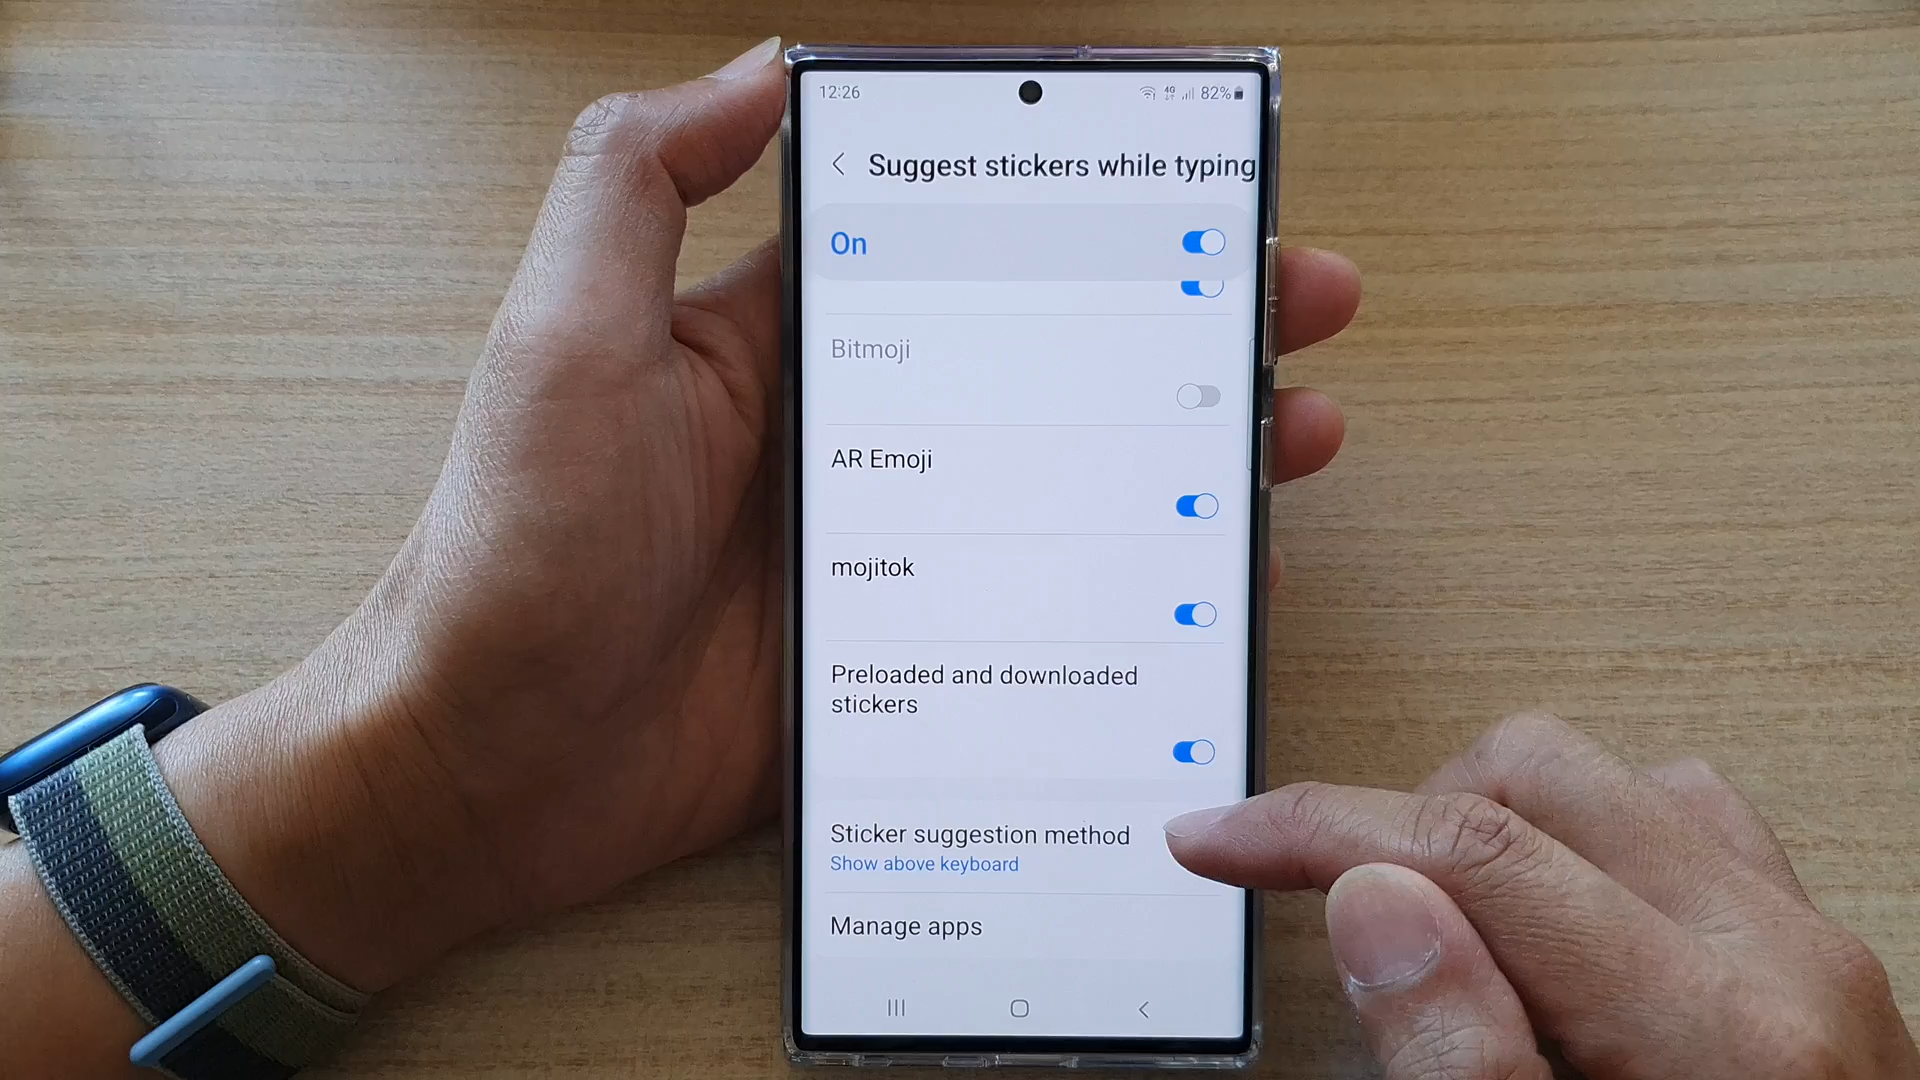 12:26
4G 82%
Suggest stickers while typing
On
Bitmoji
AR Emoji
mojitok
Preloaded and downloaded
stickers
Sticker suggestion method
Show above keyboard
Manage apps